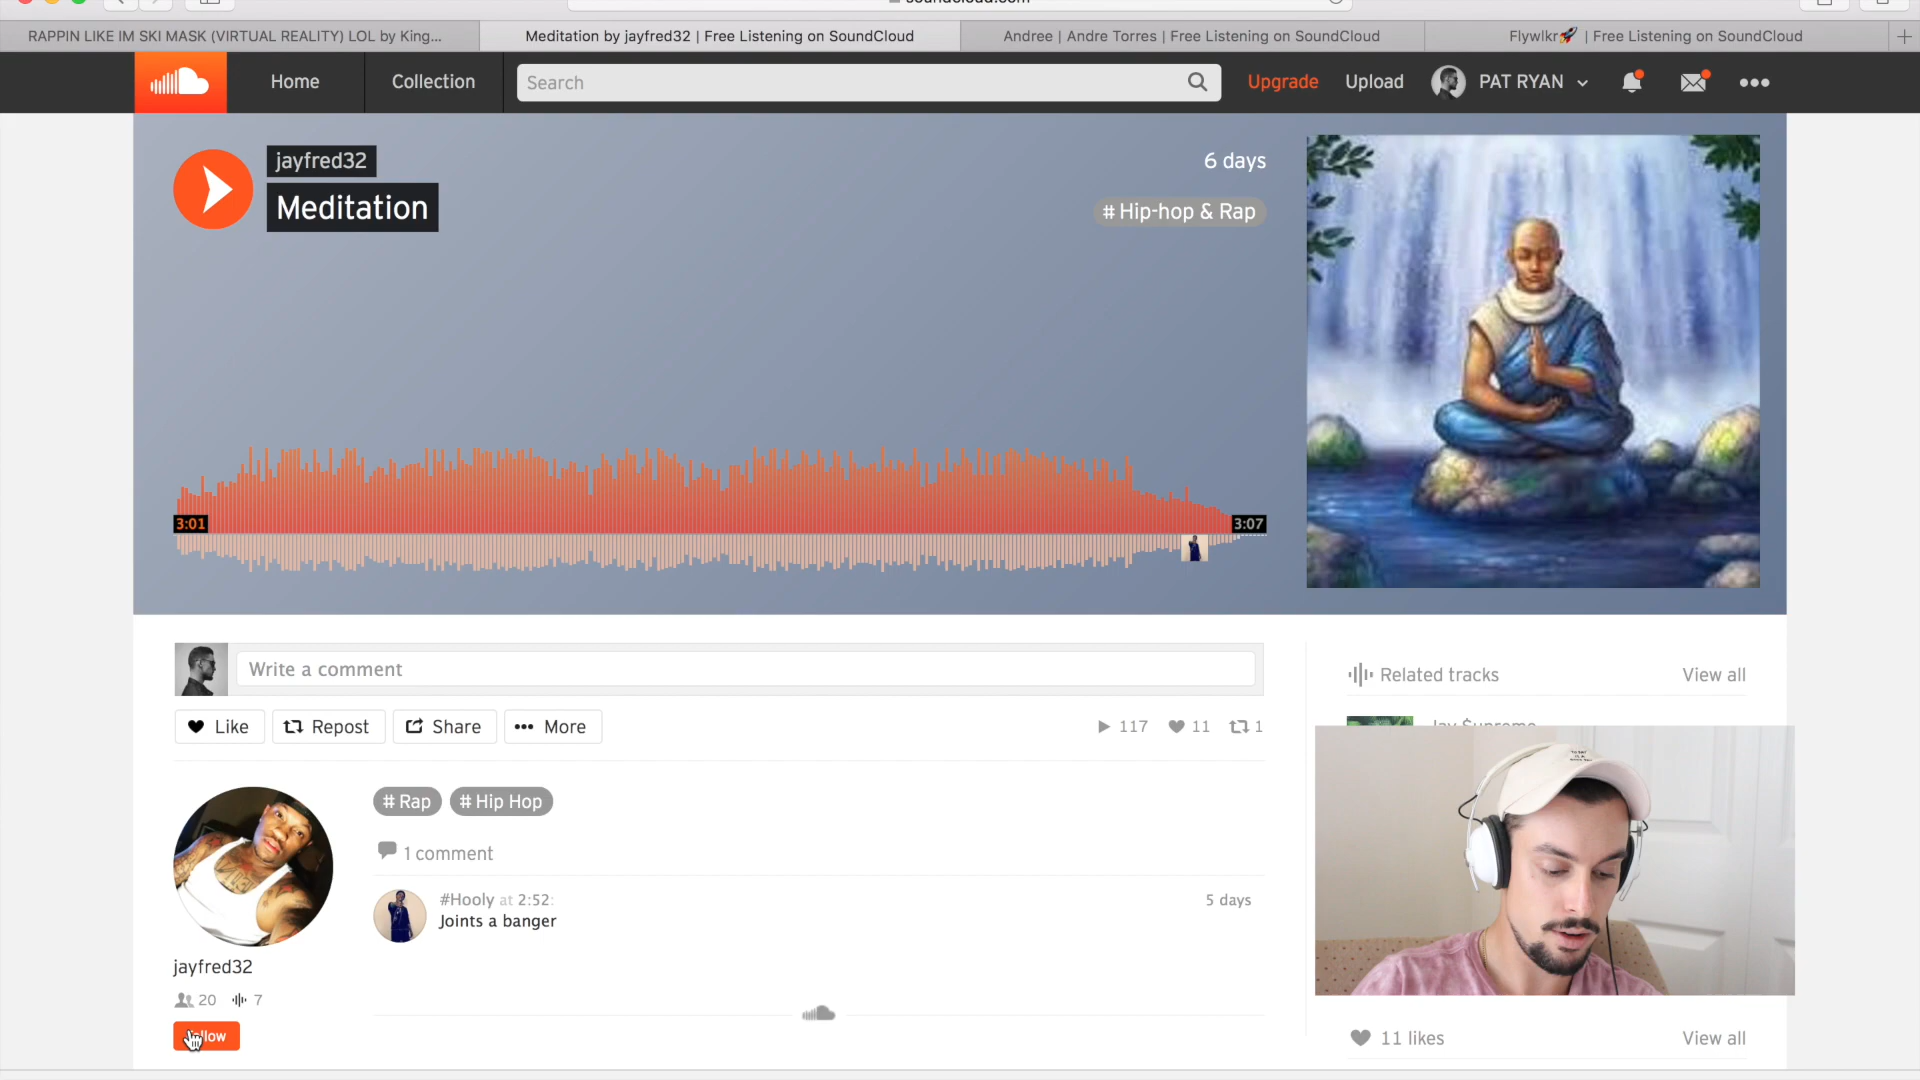 soundcloud.com
RAPPIN LIKE IM SKI MASK (VIRTUAL REALITY) LOL by King...
Meditation by jayfred32 | Free Listening on SoundCloud
Andree | Andre Torres | Free Listening on SoundCloud
Flywlkr🚀 | Free Listening on SoundCloud
Home
Collection
Search
Upgrade
Upload
PAT RYAN
jayfred32
Meditation
6 days
# Hip-hop & Rap
3:01
3:07
Write a comment
Like
Repost
Share
More
117
11
1
Related tracks
View all
Jay $upreme
# Rap
# Hip Hop
1 comment
#Hooly at 2:52:
Joints a banger
5 days
jayfred32
20
7
11 likes
View all